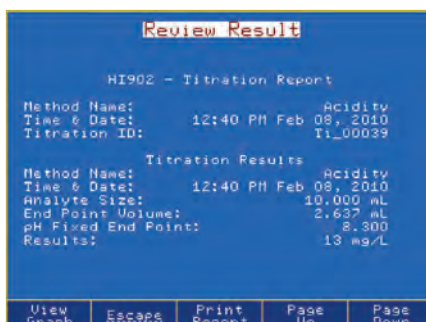 Review Result
HI902 - Titration Report
Method Name: Acidity
Time & Date: 12:40 PM Feb 08, 2010
Titration ID: Ti_00039
Titration Results
Method Name: Acidity
Time & Date: 12:40 PM Feb 08, 2010
Analyte Size: 10.000 mL
End Point Volume: 2.637 mL
pH Fixed End Point: 8.300
Results: 13 mg/L
View Graph Escape Print Report Page Up Page Down